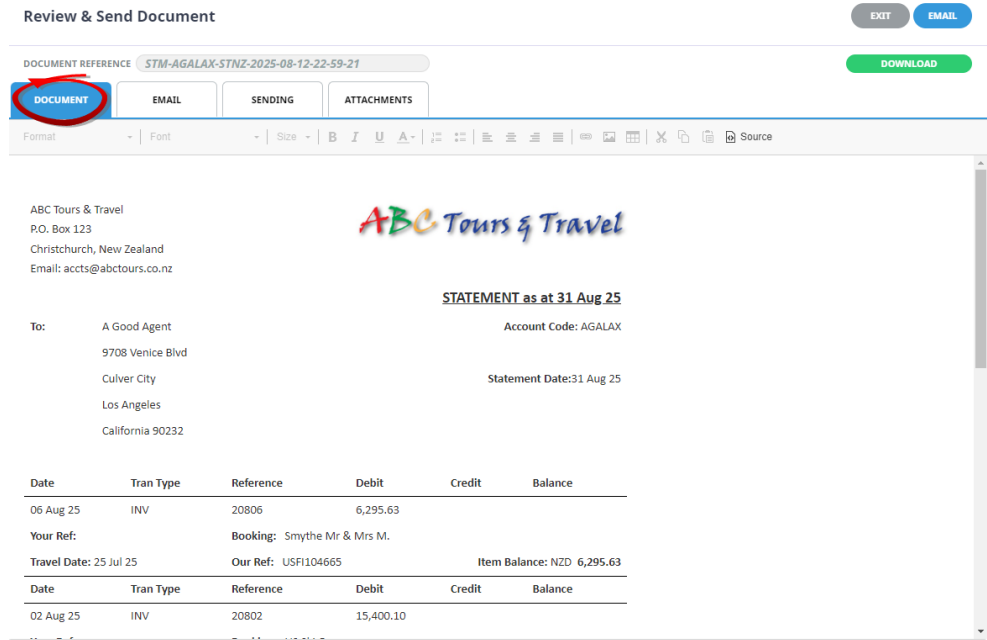 Review & Send Document
EXIT
EMAIL
DOCUMENT REFERENCE STM-AGALAX-STNZ-2025-08-12-22-59-21
DOWNLOAD
DOCUMENT EMAIL SENDING ATTACHMENTS
Format Font Size B I U A Source
ABC Tours & Travel
P.O. Box 123
Christchurch, New Zealand
Email: accts@abctours.co.nz
ABC Tours & Travel
STATEMENT as at 31 Aug 25
To: A Good Agent Account Code: AGALAX
9708 Venice Blvd
Culver City Statement Date:31 Aug 25
Los Angeles
California 90232
Date Tran Type Reference Debit Credit Balance
06 Aug 25 INV 20806 6,295.63
Your Ref: Booking: Smythe Mr & Mrs M.
Travel Date: 25 Jul 25 Our Ref: USFI104665 Item Balance: NZD 6,295.63
Date Tran Type Reference Debit Credit Balance
02 Aug 25 INV 20802 15,400.10